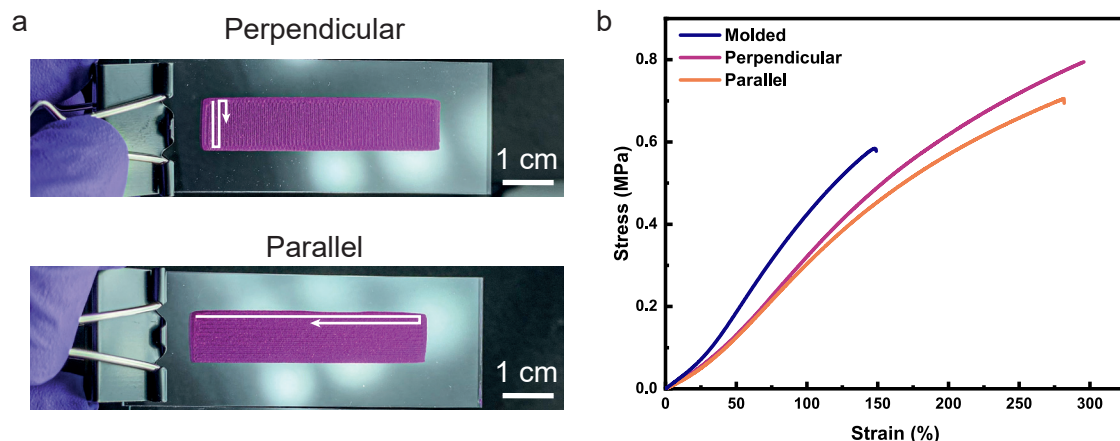 a
Perpendicular
1 cm
Parallel
1 cm
b
Molded
Perpendicular
Parallel
Stress (MPa)
0.8
0.6
0.4
0.2
0.0
0 50 100 150 200 250 300
Strain (%)